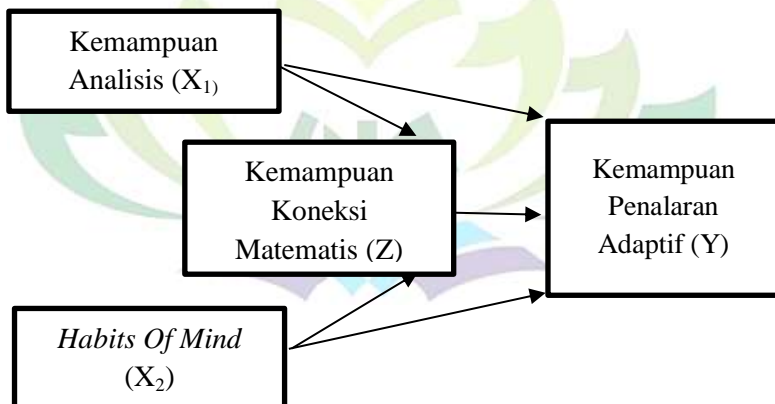 Kemampuan
Analisis (X₁)
Kemampuan
Koneksi
Matematis (Z)
Kemampuan
Penalaran
Adaptif (Y)
Habits Of Mind
(X₂)